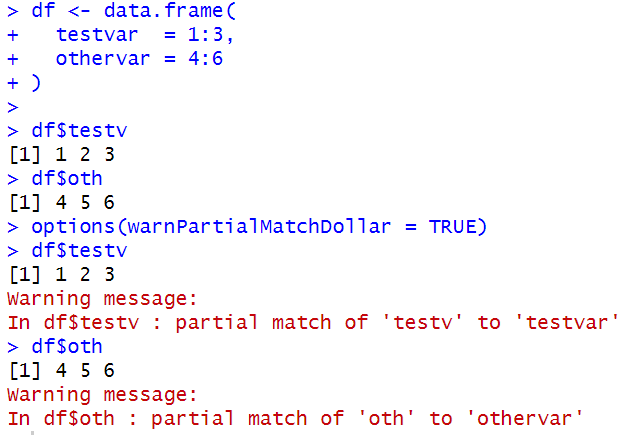 > df <- data.frame(
+   testvar  = 1:3,
+   othervar = 4:6
+ )
>
> df$testv
[1] 1 2 3
> df$oth
[1] 4 5 6
> options(warnPartialMatchDollar = TRUE)
> df$testv
[1] 1 2 3
Warning message:
In df$testv : partial match of 'testv' to 'testvar'
> df$oth
[1] 4 5 6
Warning message:
In df$oth : partial match of 'oth' to 'othervar'